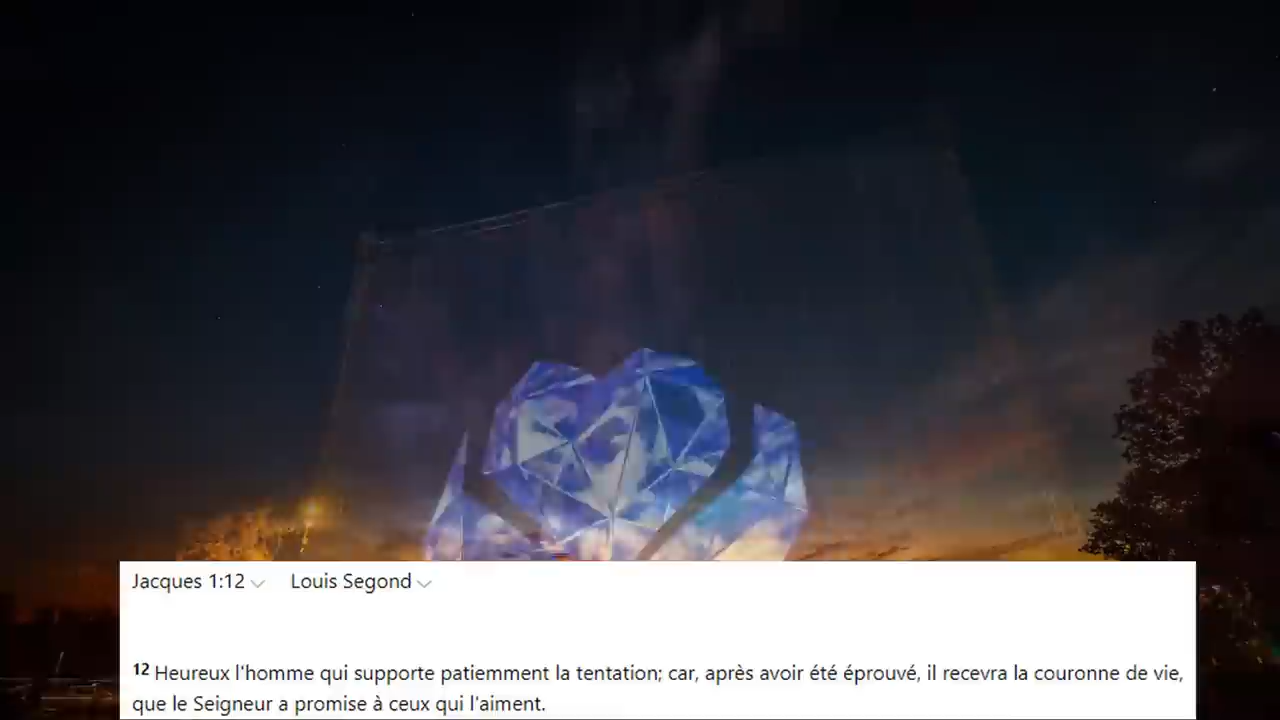 Jacques 1:12 Louis Segond
12 Heureux l'homme qui supporte patiemment la tentation; car, après avoir été éprouvé, il recevra la couronne de vie,
que le Seigneur a promise à ceux qui l'aiment.